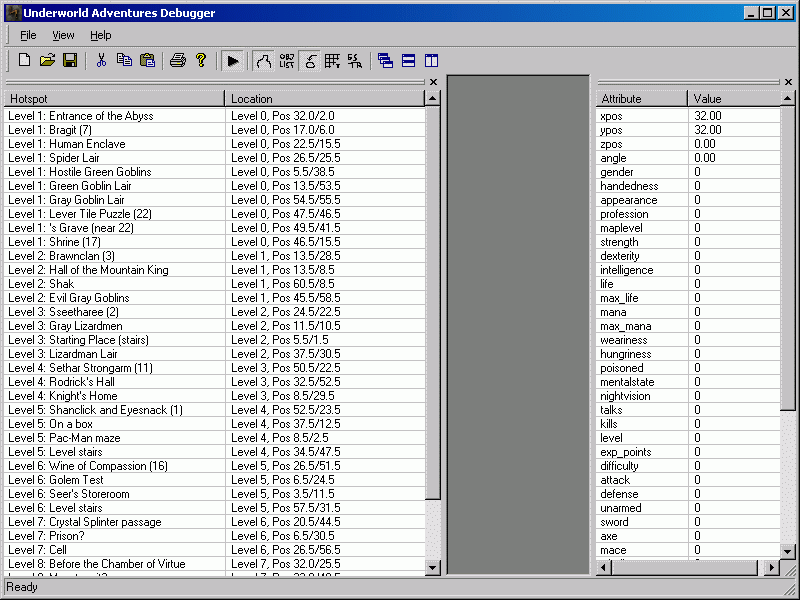 Underworld Adventures Debugger
File View Help
OBJ LIST
Hotspot Location
Level 1: Entrance of the Abyss Level 0, Pos 32.0/2.0
Level 1: Bragit (7) Level 0, Pos 17.0/6.0
Level 1: Human Enclave Level 0, Pos 22.5/15.5
Level 1: Spider Lair Level 0, Pos 26.5/25.5
Level 1: Hostile Green Goblins Level 0, Pos 5.5/38.5
Level 1: Green Goblin Lair Level 0, Pos 13.5/53.5
Level 1: Gray Goblin Lair Level 0, Pos 54.5/55.5
Level 1: Lever Tile Puzzle (22) Level 0, Pos 47.5/46.5
Level 1: 's Grave (near 22) Level 0, Pos 49.5/41.5
Level 1: Shrine (17) Level 0, Pos 46.5/15.5
Level 2: Brawnclan (3) Level 1, Pos 13.5/28.5
Level 2: Hall of the Mountain King Level 1, Pos 13.5/8.5
Level 2: Shak Level 1, Pos 60.5/8.5
Level 2: Evil Gray Goblins Level 1, Pos 45.5/58.5
Level 3: Sseetharee (2) Level 2, Pos 24.5/22.5
Level 3: Gray Lizardmen Level 2, Pos 11.5/10.5
Level 3: Starting Place (stairs) Level 2, Pos 5.5/1.5
Level 3: Lizardman Lair Level 2, Pos 37.5/30.5
Level 4: Sethar Strongarm (11) Level 3, Pos 50.5/22.5
Level 4: Rodrick's Hall Level 3, Pos 32.5/52.5
Level 4: Knight's Home Level 3, Pos 8.5/29.5
Level 5: Shanclick and Eyesnack (1) Level 4, Pos 52.5/23.5
Level 5: On a box Level 4, Pos 37.5/12.5
Level 5: Pac-Man maze Level 4, Pos 8.5/2.5
Level 5: Level stairs Level 4, Pos 34.5/47.5
Level 6: Wine of Compassion (16) Level 5, Pos 26.5/51.5
Level 6: Golem Test Level 5, Pos 6.5/24.5
Level 6: Seer's Storeroom Level 5, Pos 3.5/11.5
Level 6: Level stairs Level 5, Pos 57.5/31.5
Level 7: Crystal Splinter passage Level 6, Pos 20.5/44.5
Level 7: Prison? Level 6, Pos 6.5/30.5
Level 7: Cell Level 6, Pos 26.5/56.5
Level 8: Before the Chamber of Virtue Level 7, Pos 32.0/25.5
Attribute Value
xpos 32.00
ypos 32.00
zpos 0.00
angle 0.00
gender 0
handedness 0
appearance 0
profession 0
maplevel 0
strength 0
dexterity 0
intelligence 0
life 0
max_life 0
mana 0
max_mana 0
weariness 0
hungriness 0
poisoned 0
mentalstate 0
nightvision 0
talks 0
kills 0
level 0
exp_points 0
difficulty 0
attack 0
defense 0
unarmed 0
sword 0
axe 0
mace 0
Ready